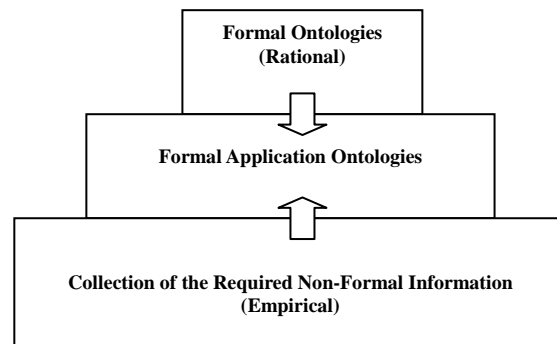 Formal Ontologies
(Rational)
Formal Application Ontologies
Collection of the Required Non-Formal Information
(Empirical)